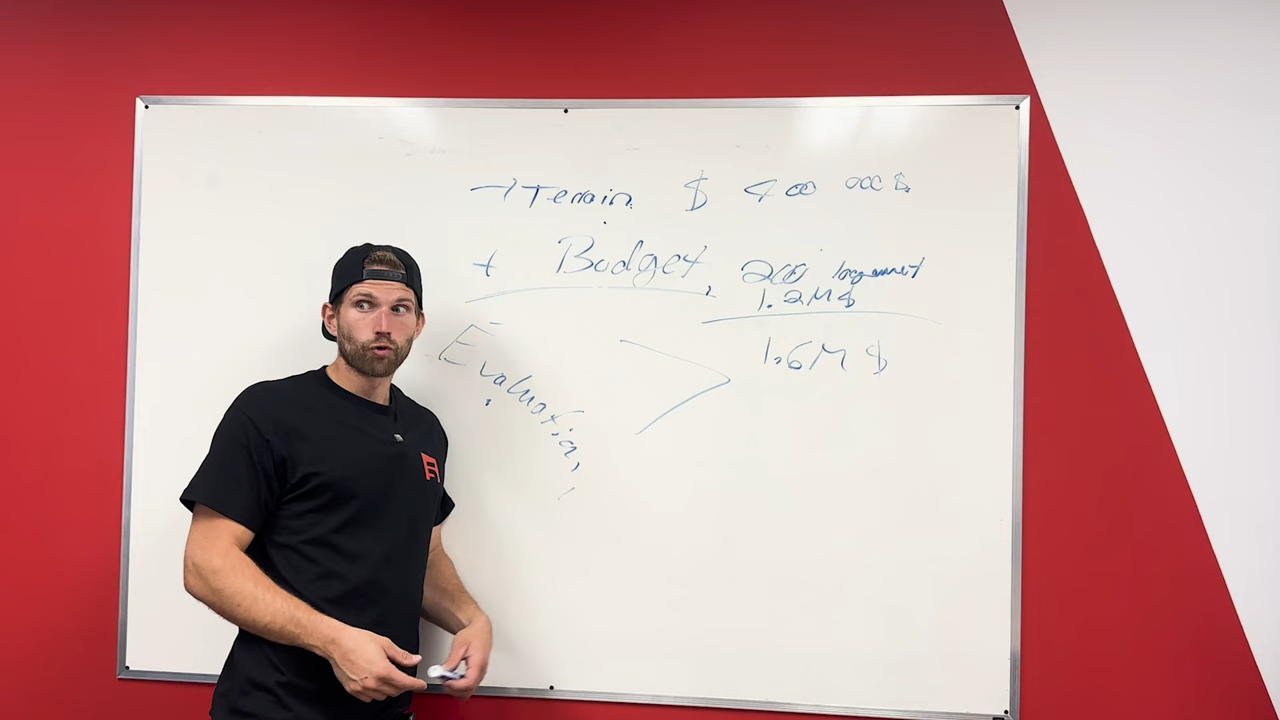 → Terrain $ 400 000 $
+ Budget, 200 logement
1.2M$
1.6M $
Évaluation,